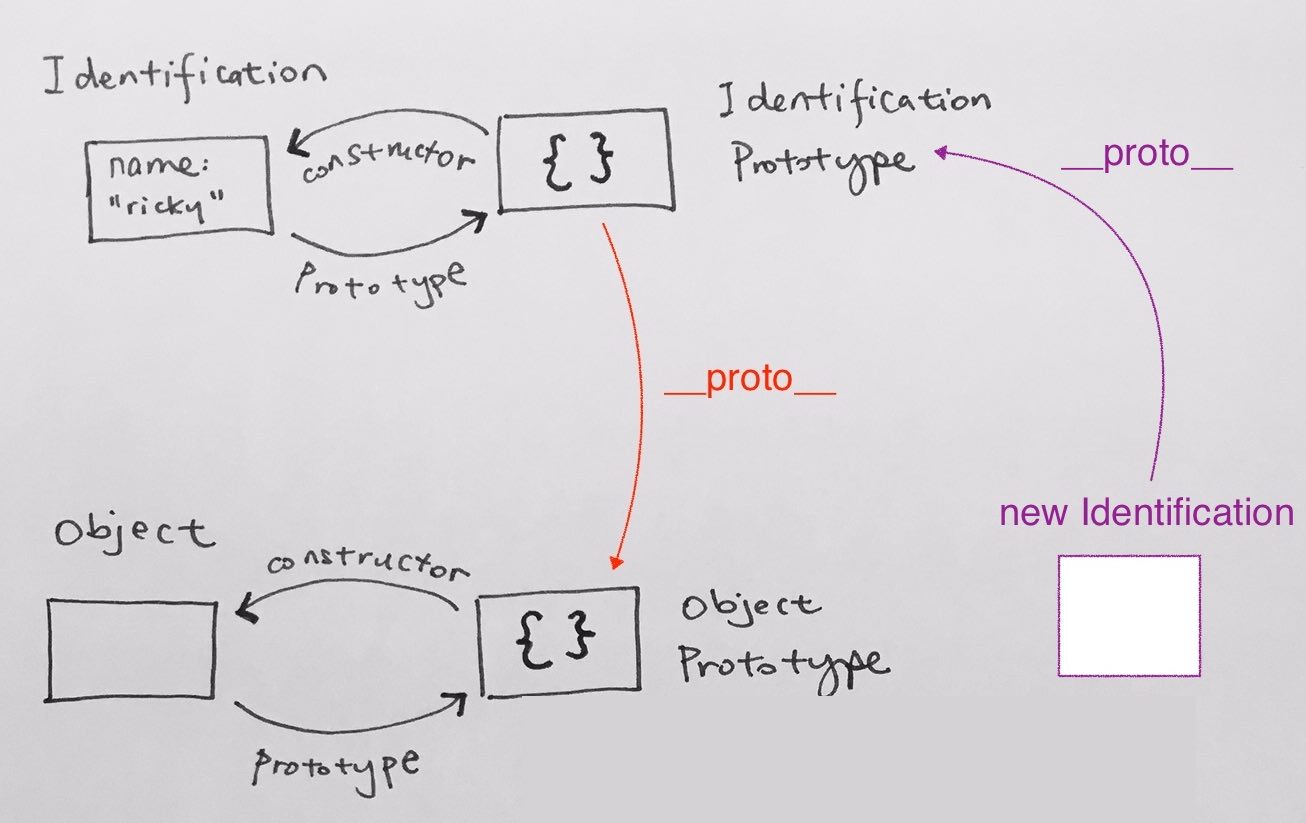 Identification
name:
"ricky"
constructor
Prototype
{ }
Identification
Prototype
__proto__
__proto__
new Identification
Object
constructor
Prototype
{ }
Object
Prototype